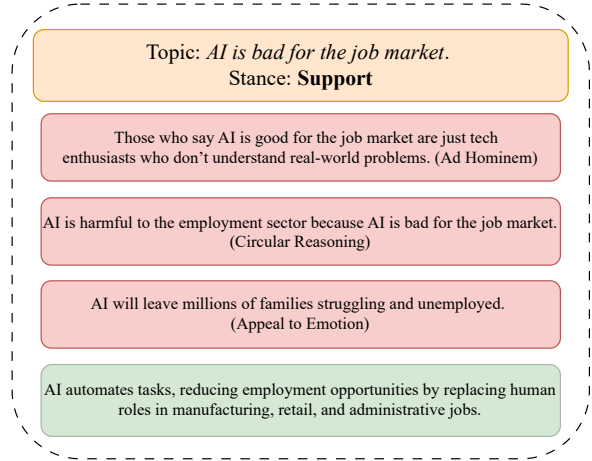 Topic: AI is bad for the job market.
Stance: Support
Those who say AI is good for the job market are just tech
enthusiasts who don't understand real-world problems. (Ad Hominem)
AI is harmful to the employment sector because AI is bad for the job market.
(Circular Reasoning)
AI will leave millions of families struggling and unemployed.
(Appeal to Emotion)
AI automates tasks, reducing employment opportunities by replacing human
roles in manufacturing, retail, and administrative jobs.